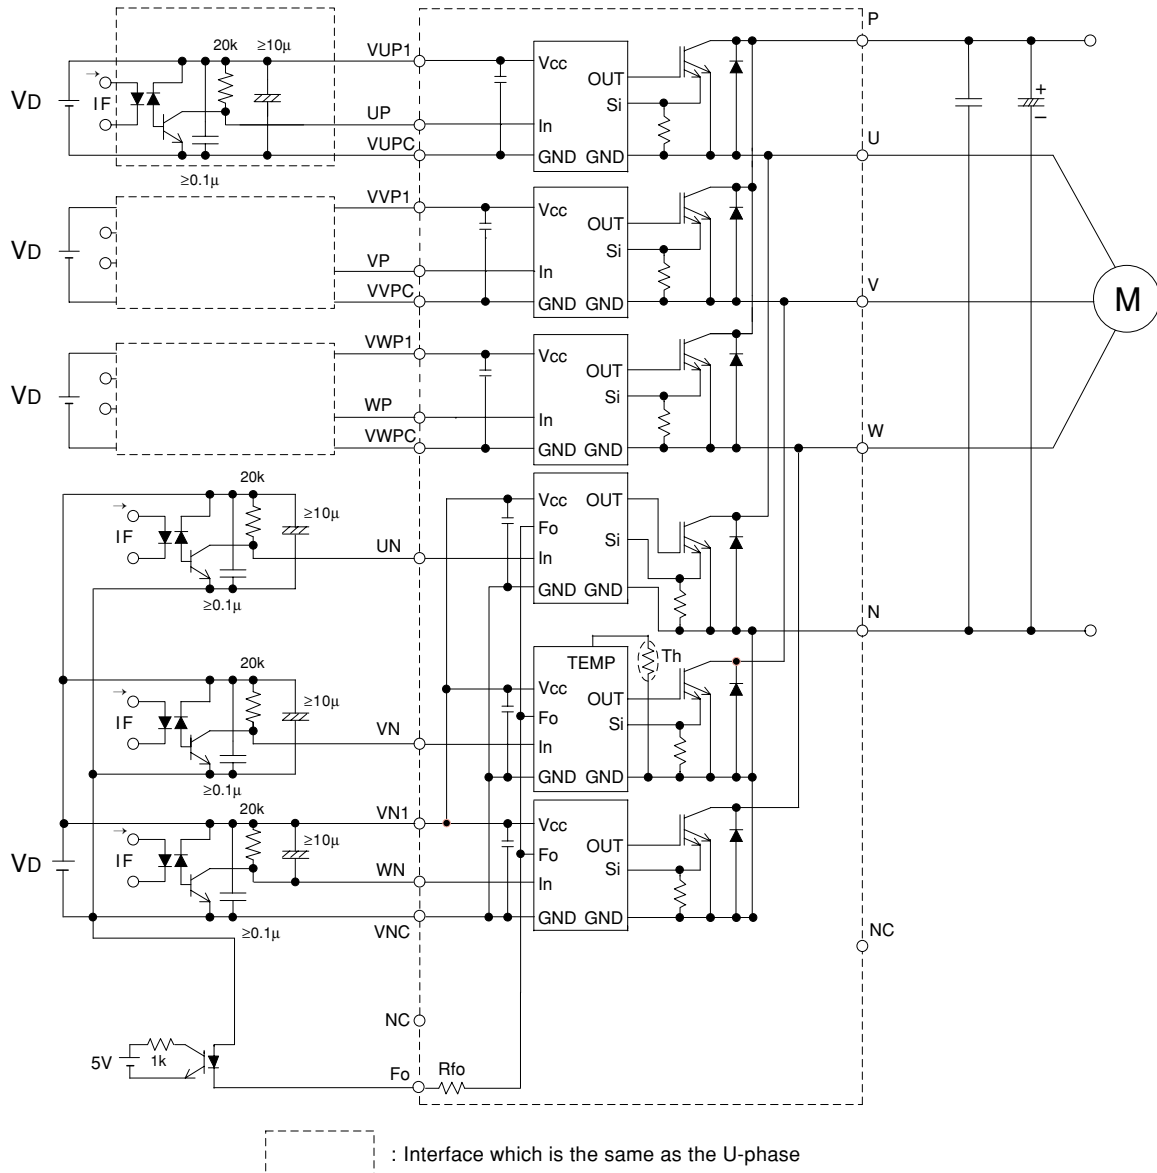 P
20k
≥10µ
VUP1
Vcc
OUT
→
IF
VD
Si
+
−
UP
In
U
VUPC
GND GND
≥0.1µ
VVP1
Vcc
OUT
VD
Si
VP
In
V
VVPC
GND GND
M
VWP1
Vcc
OUT
VD
Si
WP
In
W
VWPC
GND GND
20k
≥10µ
Vcc OUT
→
IF
Fo
Si
UN
In
GND GND
≥0.1µ
N
20k
TEMP
Th
≥10µ
Vcc
OUT
→
IF
Fo
Si
VN
In
GND GND
≥0.1µ
20k
VN1
Vcc
≥10µ
→
IF
OUT
VD
Fo
Si
WN
In
GND GND
VNC
≥0.1µ
NC
NC
5V
1k
Fo
Rfo
: Interface which is the same as the U-phase